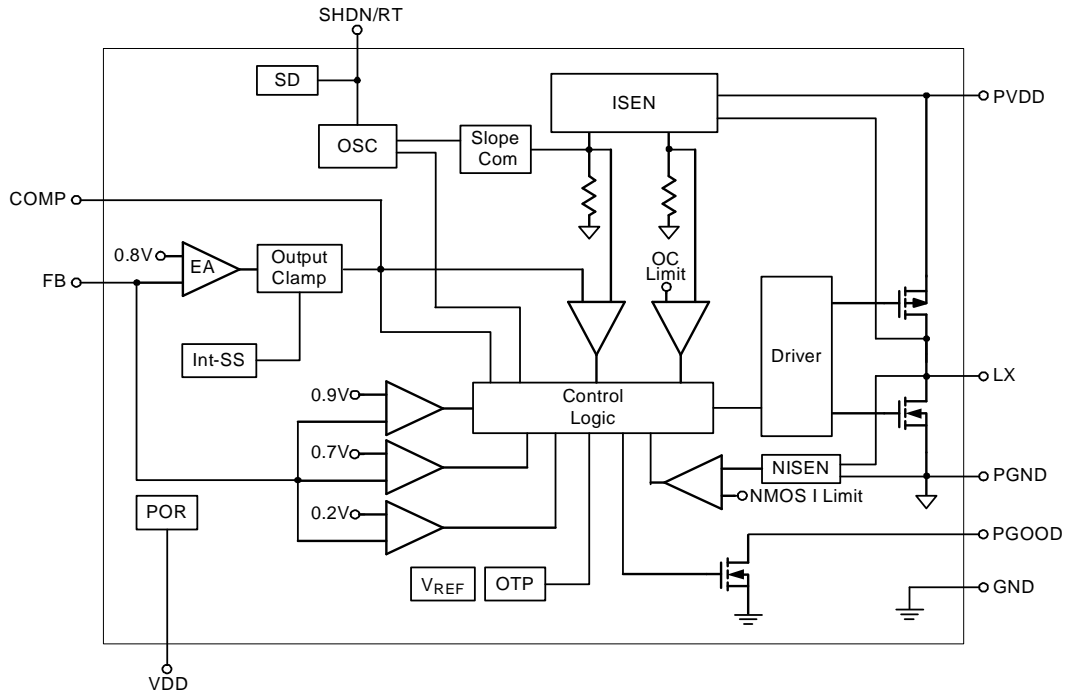 SHDN/RT
SD
ISEN
PVDD
OSC
Slope
Com
COMP
0.8V
EA
Output
Clamp
OC
Limit
FB
Int-SS
Driver
LX
0.9V
Control
Logic
0.7V
NISEN
PGND
NMOS I Limit
POR
0.2V
PGOOD
VREF
OTP
GND
VDD